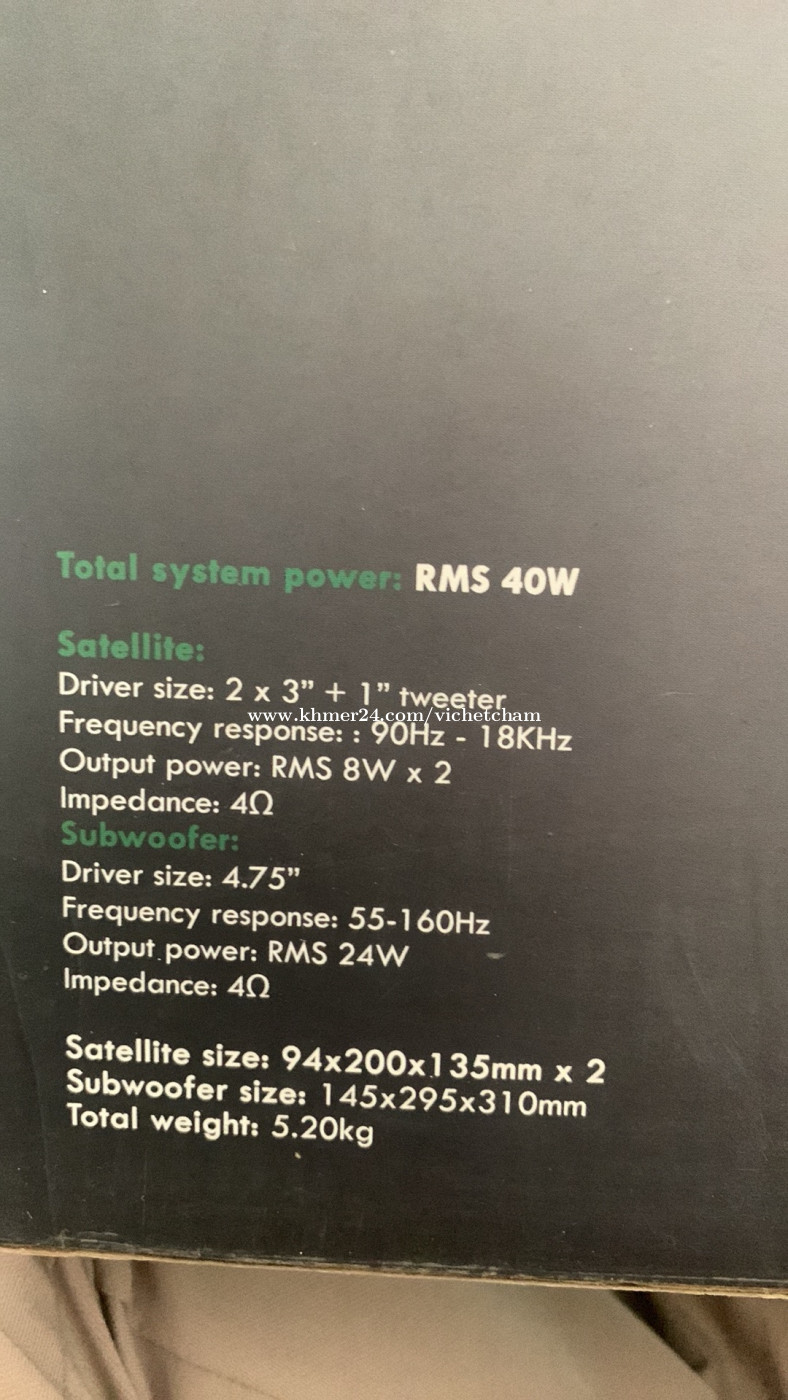 Total system power: RMS 40W
Satellite:
Driver size: 2 x 3” + 1” tweeter
www.khmer24.com/vichetcham
Frequency response: : 90Hz - 18KHz
Output power: RMS 8W x 2
Impedance: 4Ω
Subwoofer:
Driver size: 4.75”
Frequency response: 55-160Hz
Output power: RMS 24W
Impedance: 4Ω
Satellite size: 94x200x135mm x 2
Subwoofer size: 145x295x310mm
Total weight: 5.20kg